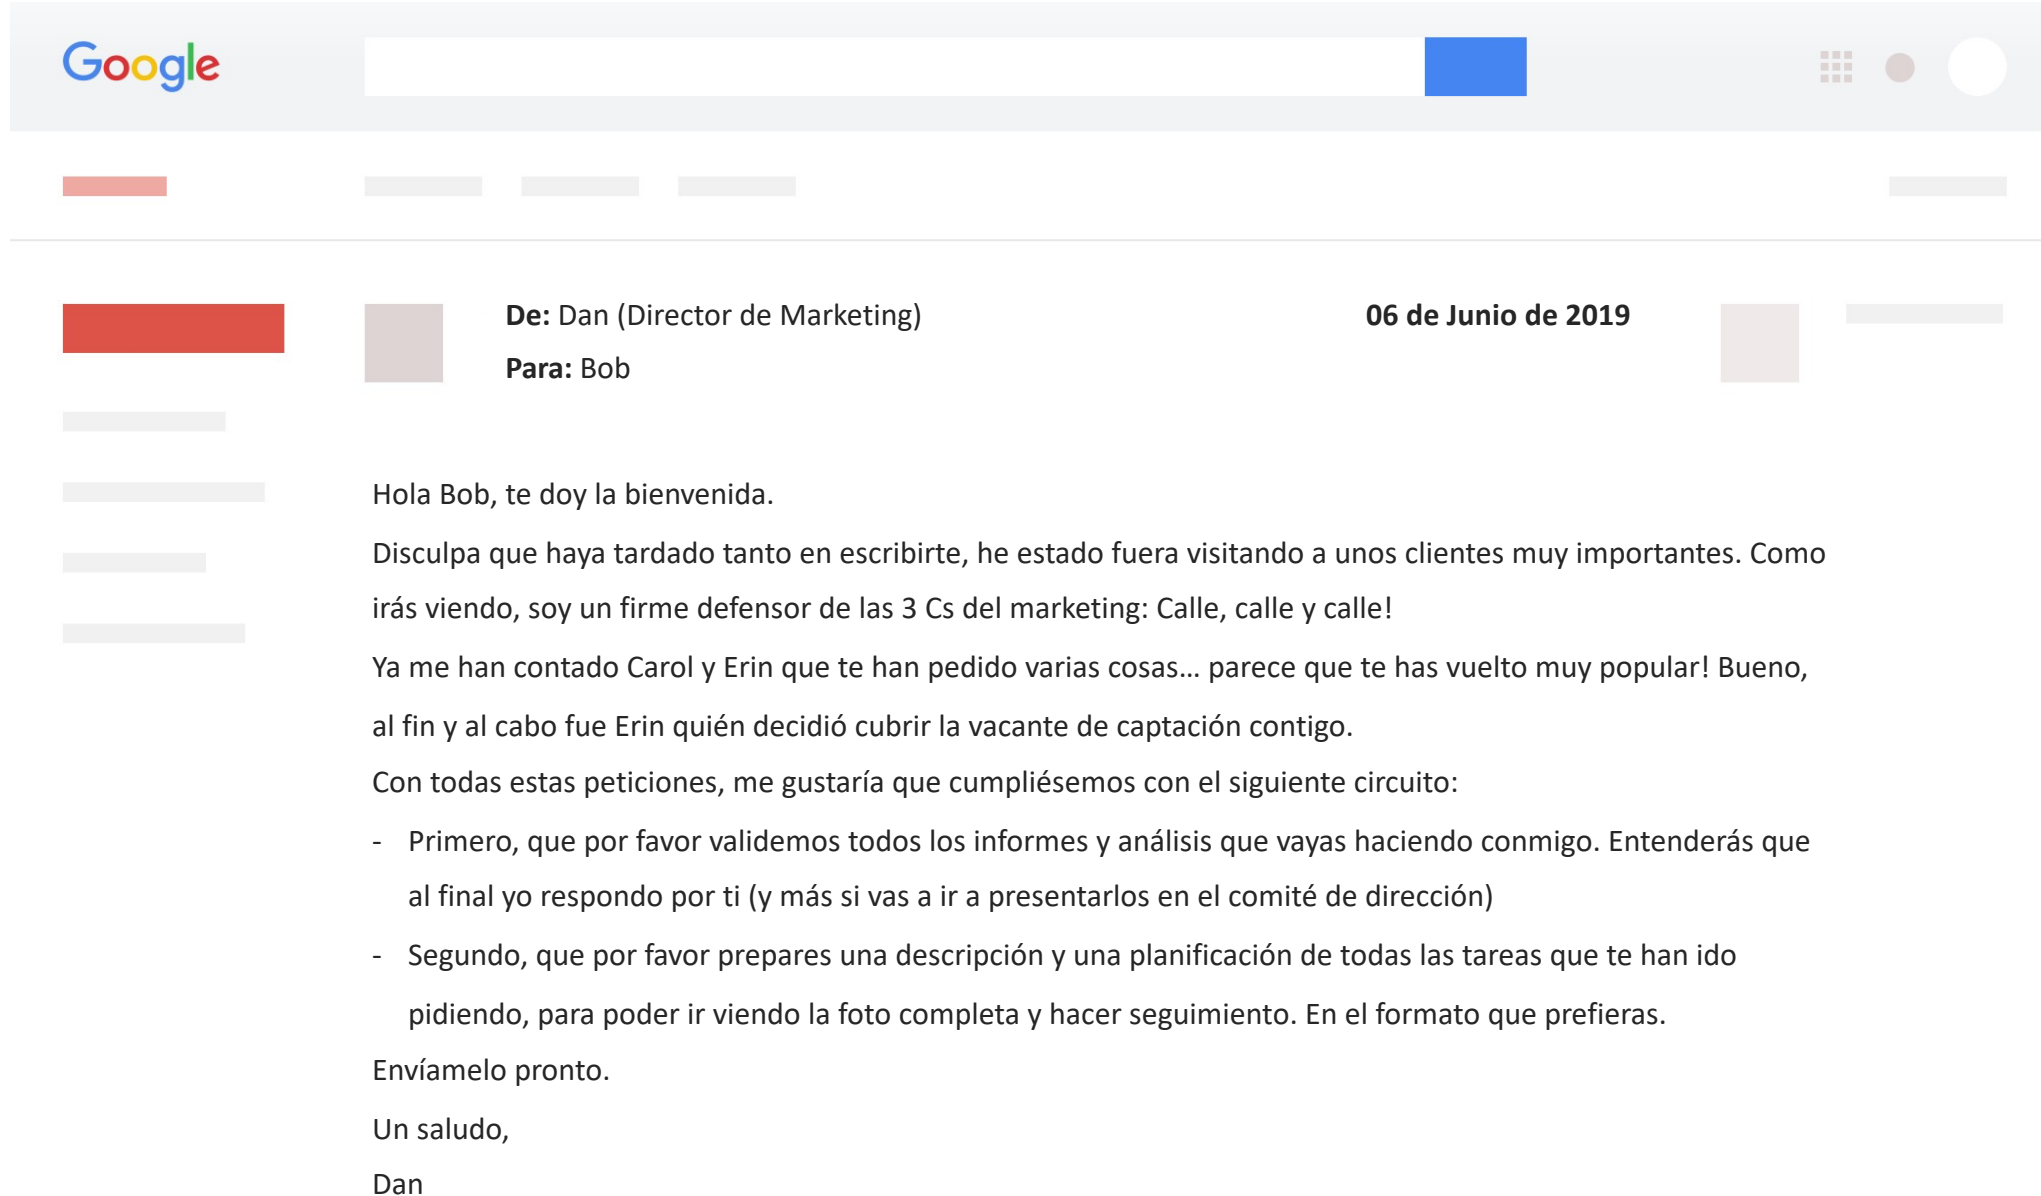 Google
De: Dan (Director de Marketing)
06 de Junio de 2019
Para: Bob
Hola Bob, te doy la bienvenida.
Disculpa que haya tardado tanto en escribirte, he estado fuera visitando a unos clientes muy importantes. Como
irás viendo, soy un firme defensor de las 3 Cs del marketing: Calle, calle y calle!
Ya me han contado Carol y Erin que te han pedido varias cosas... parece que te has vuelto muy popular! Bueno,
al fin y al cabo fue Erin quién decidió cubrir la vacante de captación contigo.
Con todas estas peticiones, me gustaría que cumpliésemos con el siguiente circuito:
- Primero, que por favor validemos todos los informes y análisis que vayas haciendo conmigo. Entenderás que
al final yo respondo por ti (y más si vas a ir a presentarlos en el comité de dirección)
- Segundo, que por favor prepares una descripción y una planificación de todas las tareas que te han ido
pidiendo, para poder ir viendo la foto completa y hacer seguimiento. En el formato que prefieras.
Envíamelo pronto.
Un saludo,
Dan